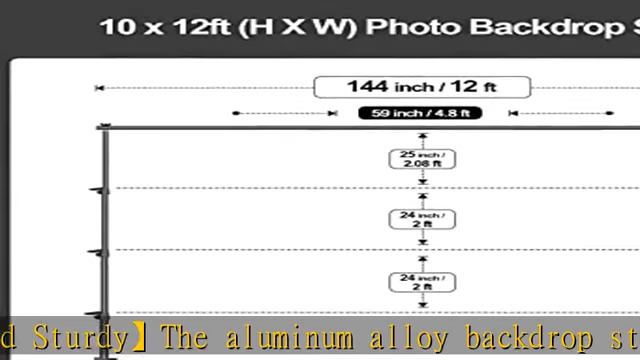 10 x 12ft (H X W) Photo Backdrop
144 inch / 12 ft
59 inch / 4.8 ft
25 inch /
2.08 ft
24 inch /
2 ft
24 inch /
2 ft
d Sturdy】The aluminum alloy backdrop st